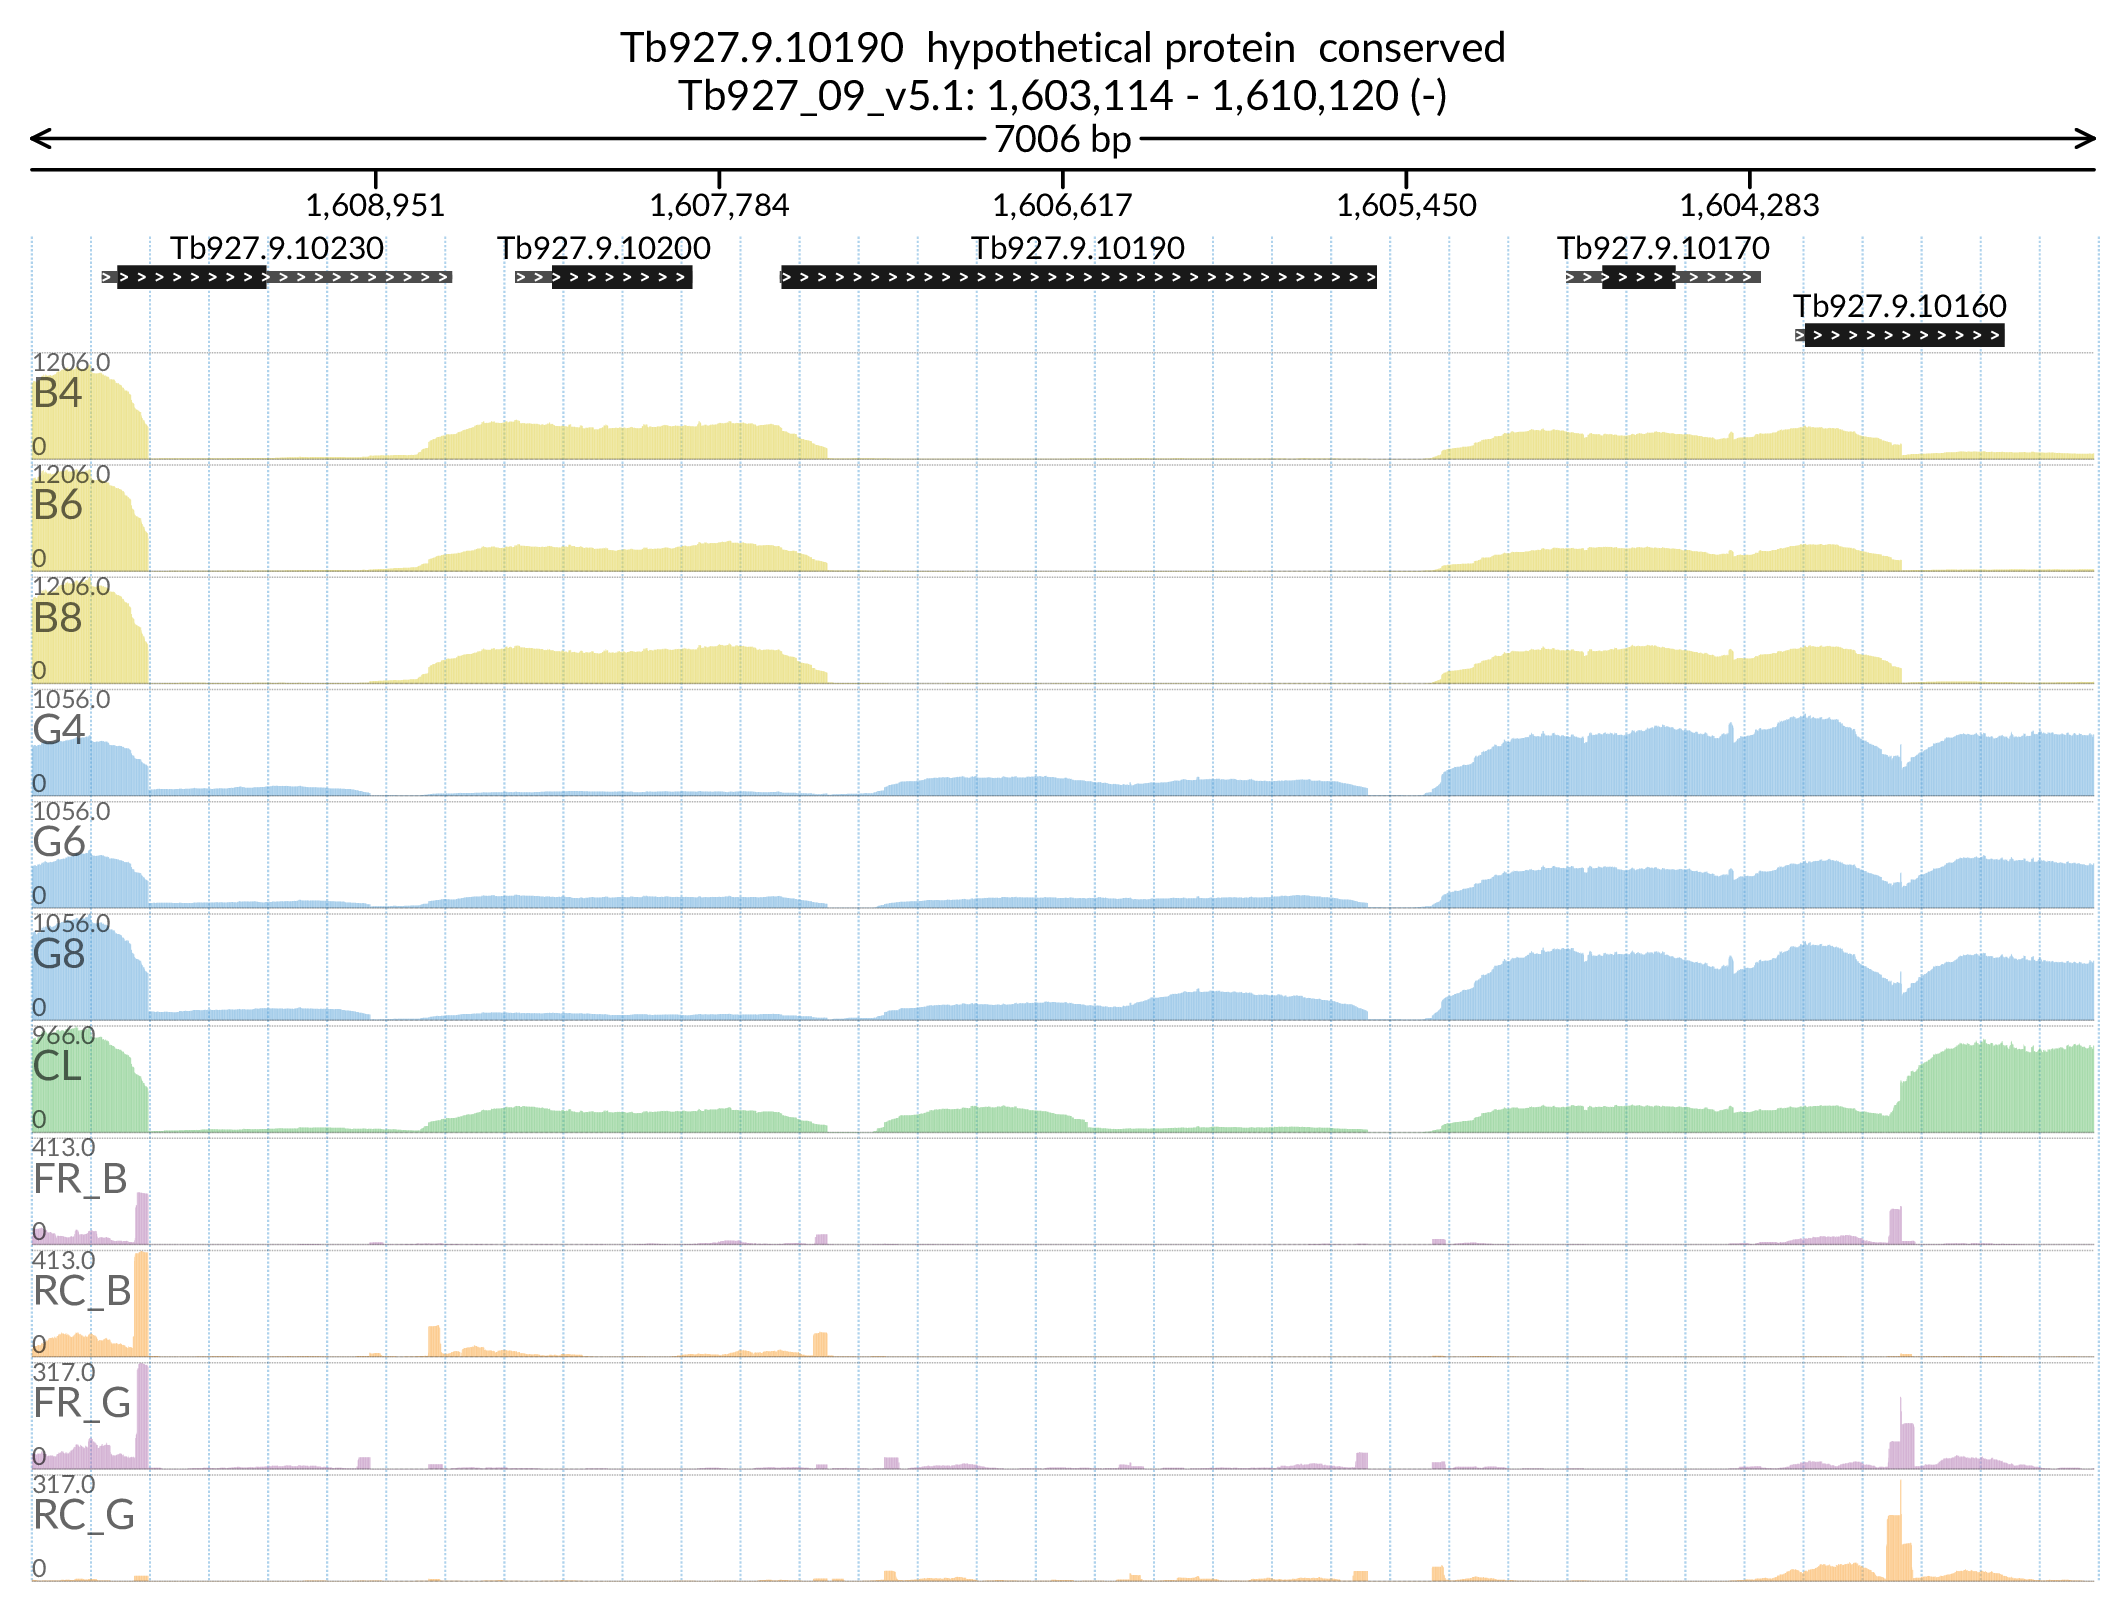 Tb927.9.10190  hypothetical protein  conserved
Tb927_09_v5.1: 1,603,114 - 1,610,120 (-)
7006 bp
1,608,951 1,607,784 1,606,617 1,605,450 1,604,283
Tb927.9.10230 Tb927.9.10200 Tb927.9.10190 Tb927.9.10170
Tb927.9.10160
1206.0
B4
0
1206.0
B6
0
1206.0
B8
0
1056.0
G4
0
1056.0
G6
0
1056.0
G8
0
966.0
CL
0
413.0
FR_B
0
413.0
RC_B
0
317.0
FR_G
0
317.0
RC_G
0